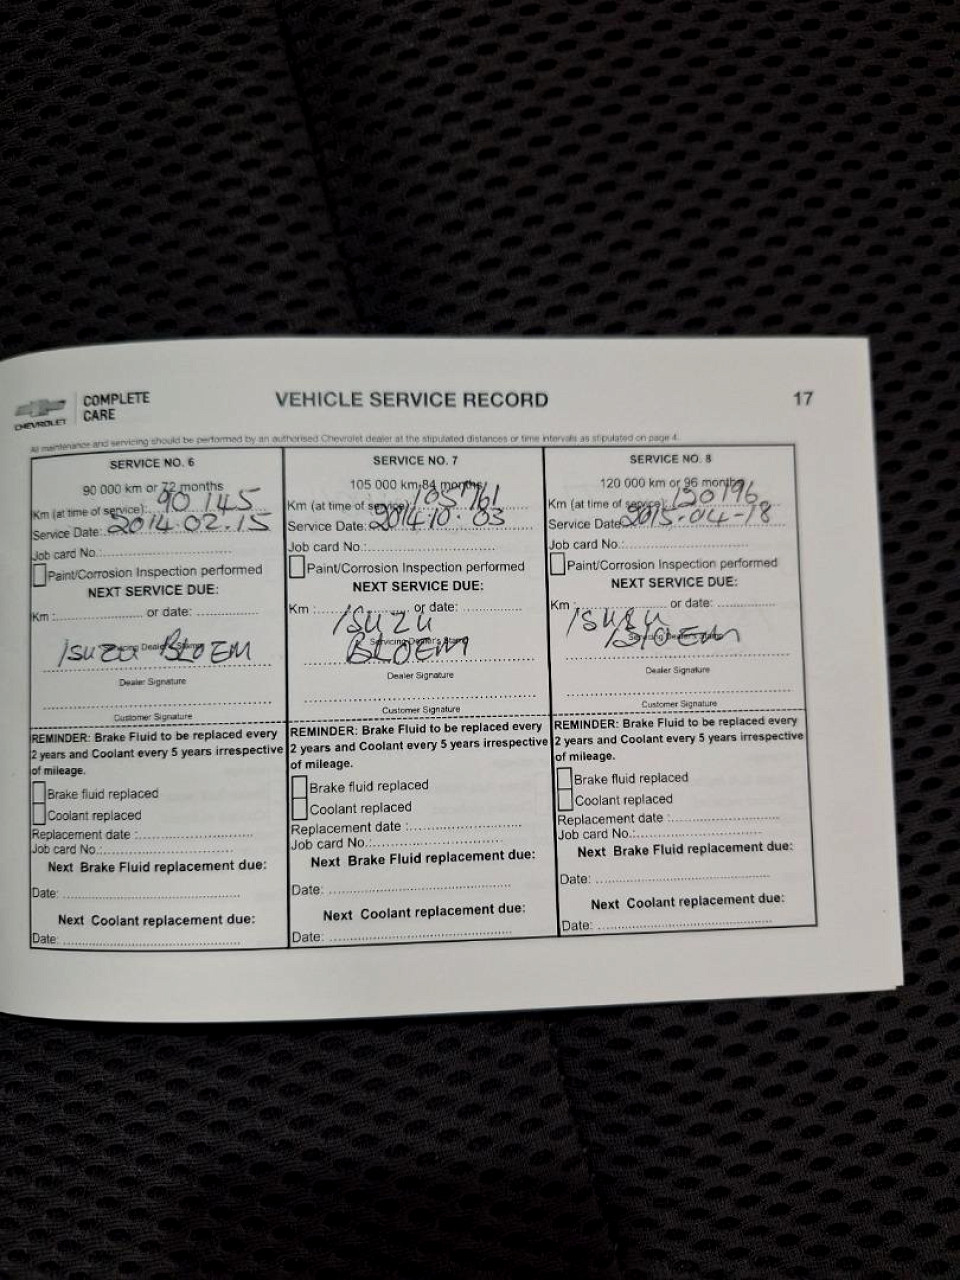 CHEVROLET
COMPLETE
CARE
VEHICLE SERVICE RECORD
17
All maintenance and servicing should be performed by an authorised Chevrolet dealer at the stipulated distances or time intervals as stipulated on page 4.
SERVICE NO. 6
90 000 km or 72 months
Km (at time of service): 90 145
Service Date: 2014.02.15
Job card No.:
Paint/Corrosion Inspection performed
NEXT SERVICE DUE:
Km : or date:
ISUZU BLOEM
Dealer Signature
Customer Signature
REMINDER: Brake Fluid to be replaced every
2 years and Coolant every 5 years irrespective
of mileage.
Brake fluid replaced
Coolant replaced
Replacement date :
Job card No.:
Next Brake Fluid replacement due:
Date:
Next Coolant replacement due:
Date:
SERVICE NO. 7
105 000 km 84 months
Km (at time of service)
Service Date: 2014.10.03
Job card No.:
Paint/Corrosion Inspection performed
NEXT SERVICE DUE:
Km : or date:
ISUZU
Servicing Dealer's Stamp
BLOEM
Dealer Signature
Customer Signature
REMINDER: Brake Fluid to be replaced every
2 years and Coolant every 5 years irrespective
of mileage.
Brake fluid replaced
Coolant replaced
Replacement date :
Job card No.:
Next Brake Fluid replacement due:
Date:
Next Coolant replacement due:
Date:
SERVICE NO. 8
120 000 km or 96 months
Km (at time of service): 120196
Service Date 2015-04-18
Job card No.:
Paint/Corrosion Inspection performed
NEXT SERVICE DUE:
Km : or date:
ISUZU
Servicing Dealer's Stamp
BLOEM
Dealer Signature
Customer Signature
REMINDER: Brake Fluid to be replaced every
2 years and Coolant every 5 years irrespective
of mileage.
Brake fluid replaced
Coolant replaced
Replacement date :
Job card No.:
Next Brake Fluid replacement due:
Date:
Next Coolant replacement due:
Date: